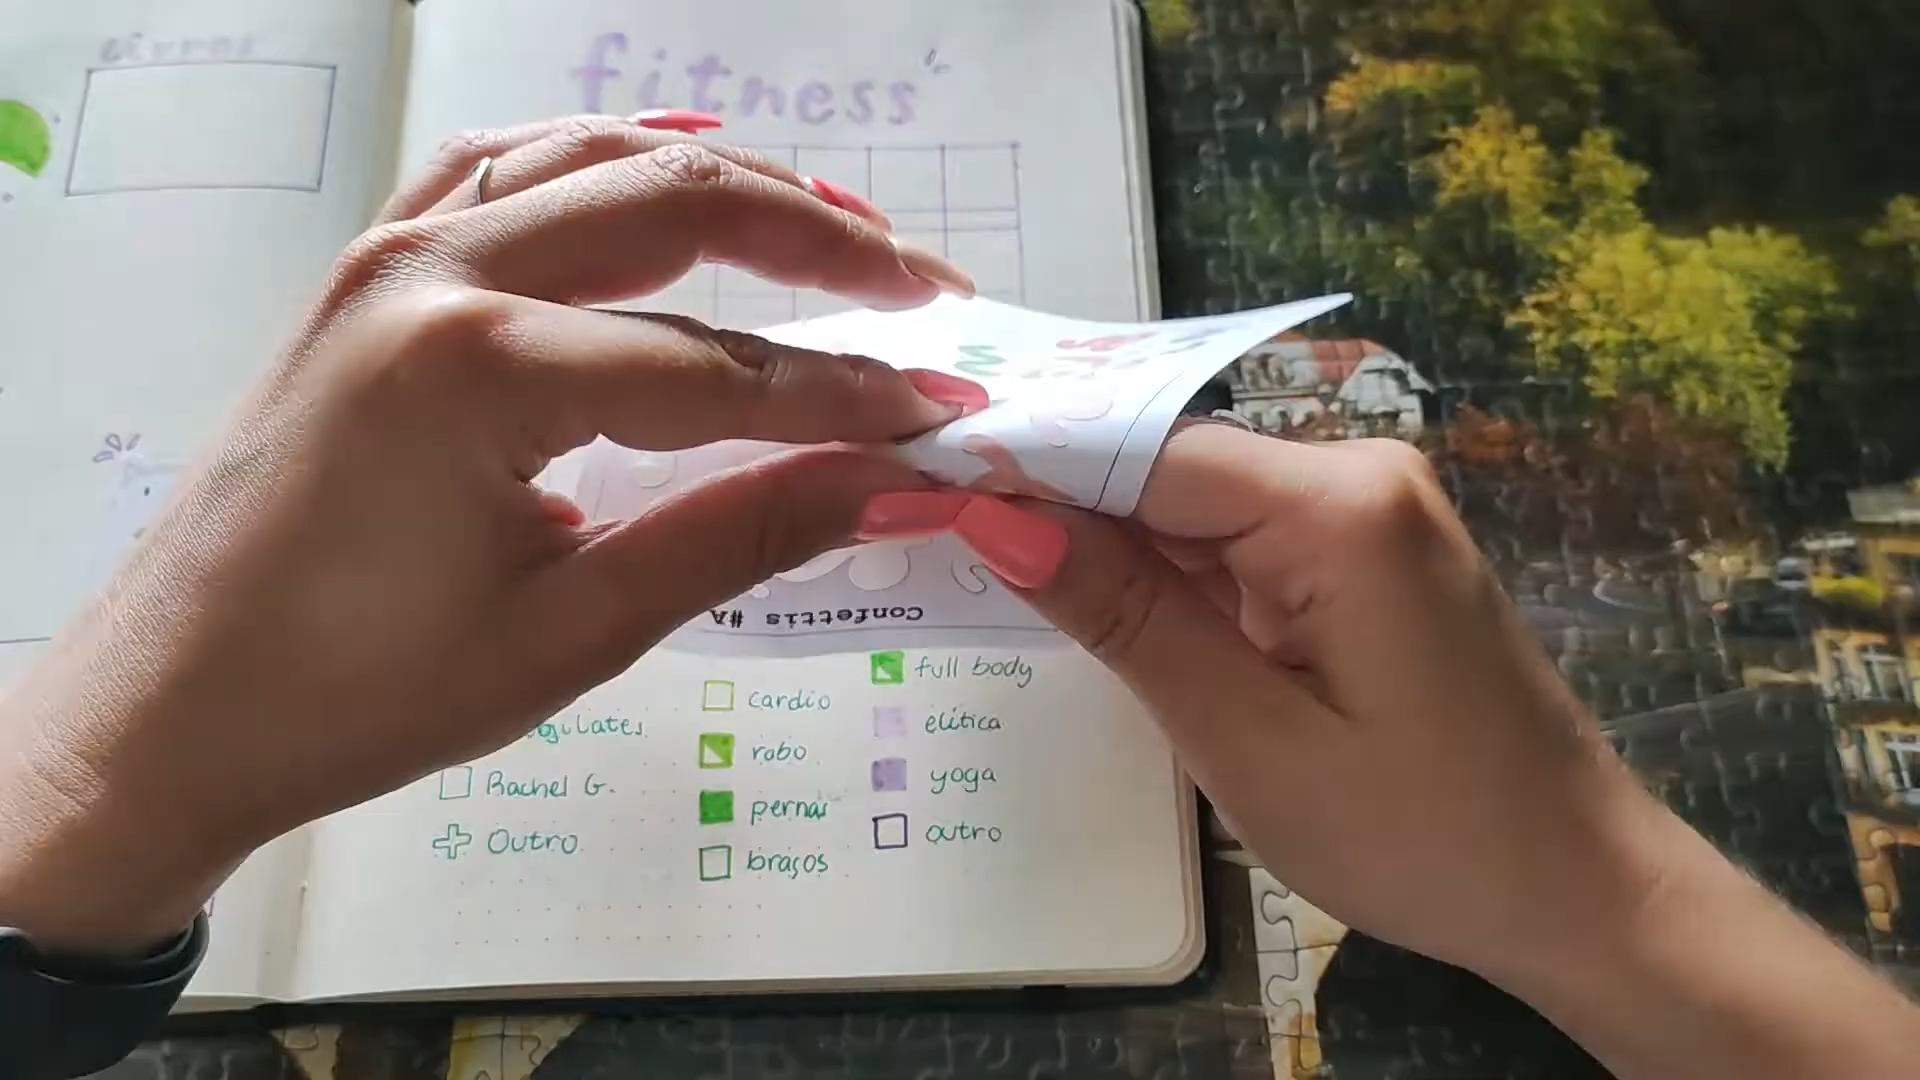 fitness
Confettis #A
full body
cardio
elítica
robo
yoga
Rachel G.
pernas
outro
Outro
braços